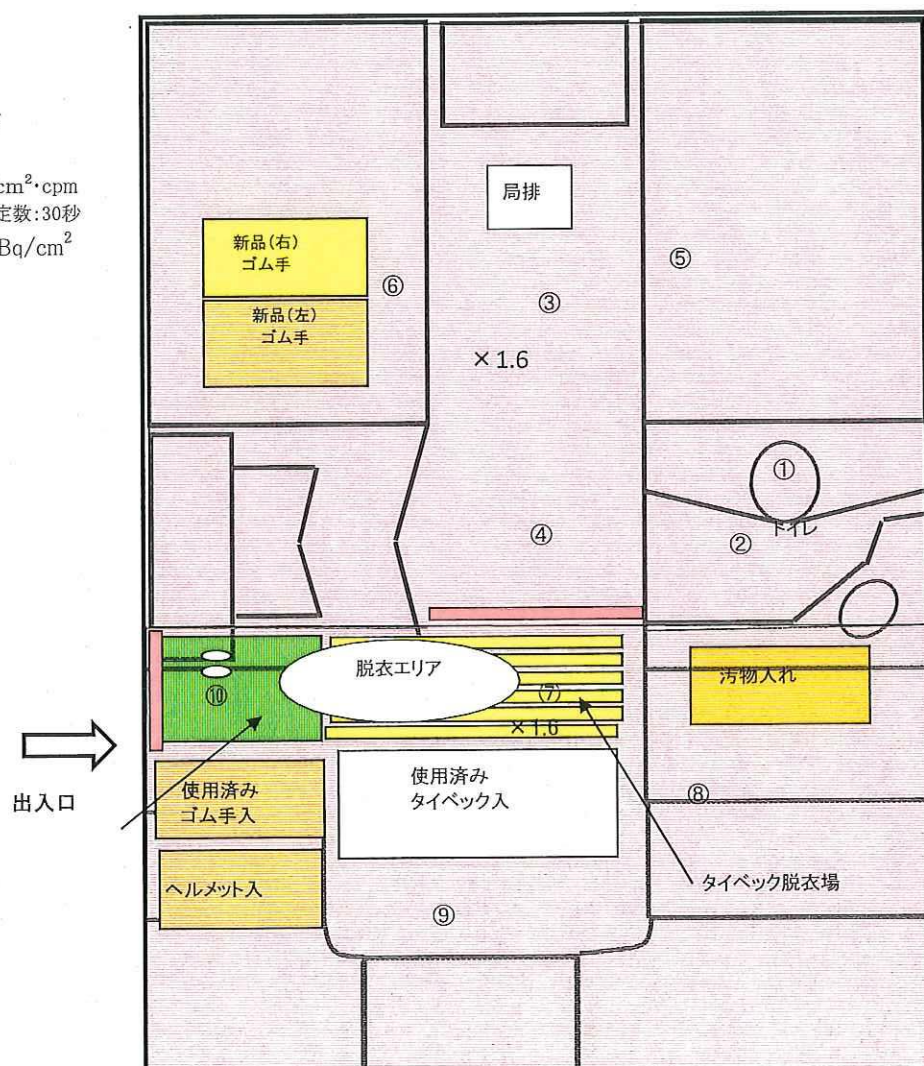 cm²・cpm
定数:30秒
Bq/cm²
局排
新品(右)
ゴム手
新品(左)
ゴム手
⑥
③
⑤
×1.6
①
トイレ
④
②
脱衣エリア
⑦
×1.6
⑩
汚物入れ
出入口
使用済み
ゴム手入
使用済み
タイベック入
⑧
ヘルメット入
タイベック脱衣場
⑨